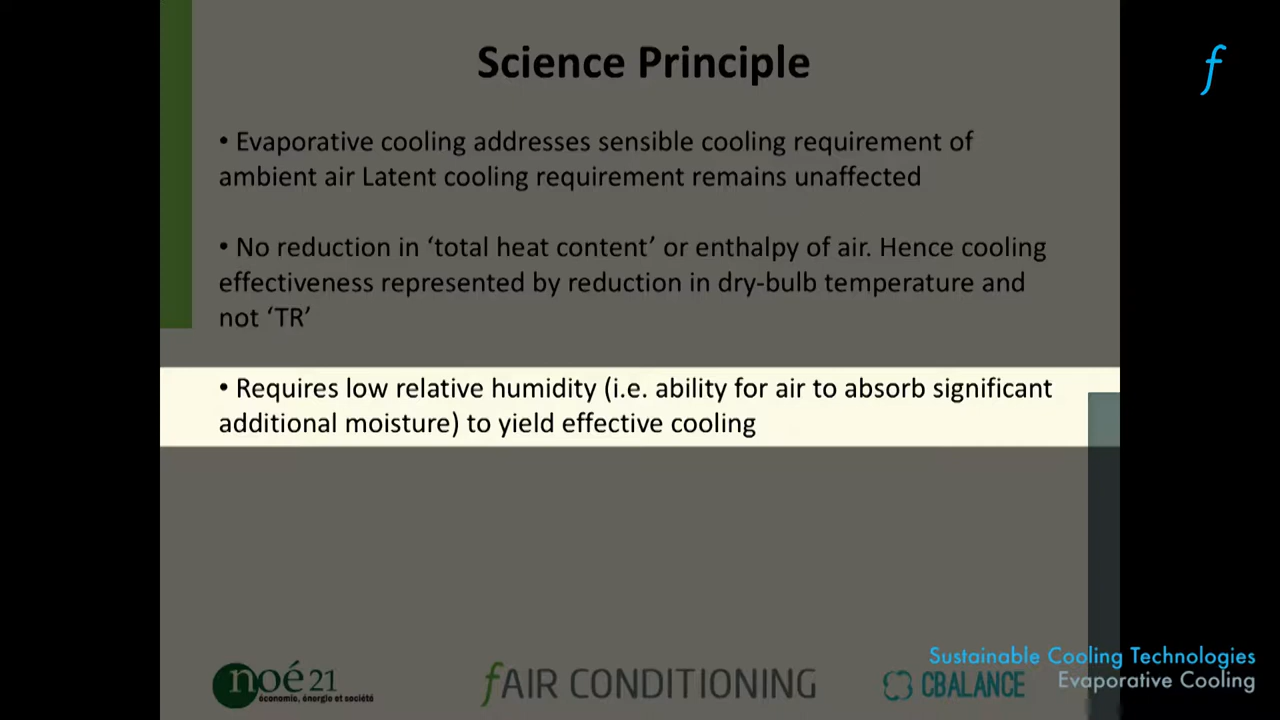 Science Principle
f
• Evaporative cooling addresses sensible cooling requirement of
ambient air Latent cooling requirement remains unaffected
• No reduction in ‘total heat content’ or enthalpy of air. Hence cooling
effectiveness represented by reduction in dry-bulb temperature and
not ‘TR’
• Requires low relative humidity (i.e. ability for air to absorb significant
additional moisture) to yield effective cooling
noé21
économie, énergie et société
fAIR CONDITIONING
CBALANCE
Sustainable Cooling Technologies
Evaporative Cooling